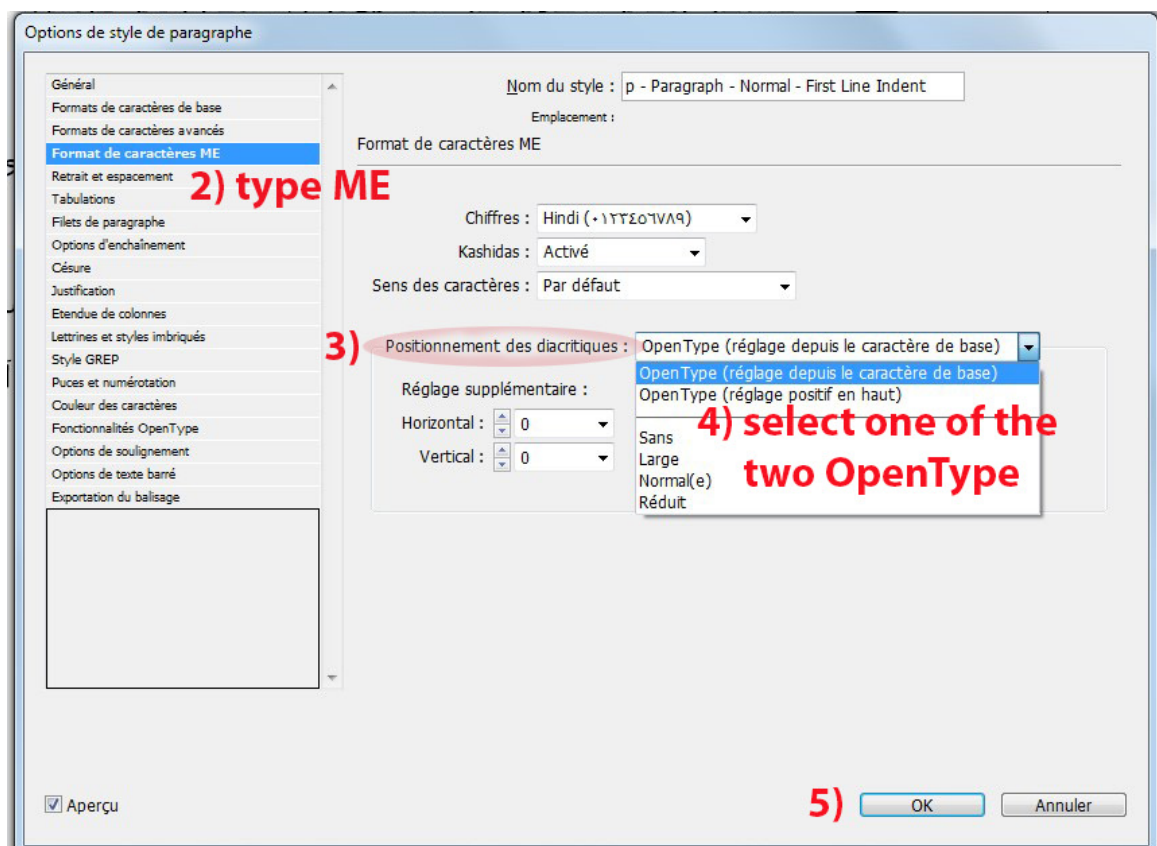 Options de style de paragraphe
Général
Formats de caractères de base
Formats de caractères avancés
Format de caractères ME
Retrait et espacement
Tabulations
Filets de paragraphe
Options d'enchaînement
Césure
Justification
Etendue de colonnes
Lettrines et styles imbriqués
Style GREP
Puces et numérotation
Couleur des caractères
Fonctionnalités OpenType
Options de soulignement
Options de texte barré
Exportation du balisage
2) type ME
Nom du style : p - Paragraph - Normal - First Line Indent
Emplacement :
Format de caractères ME
Chiffres : Hindi (٠١٢٣٤٥٦٧٨٩)
Kashidas : Activé
Sens des caractères : Par défaut
3) Positionnement des diacritiques : OpenType (réglage depuis le caractère de base)
OpenType (réglage depuis le caractère de base)
OpenType (réglage positif en haut)
Sans
Large
Normal(e)
Réduit
4) select one of the
two OpenType
Réglage supplémentaire :
Horizontal : 0
Vertical : 0
Aperçu
5) OK Annuler